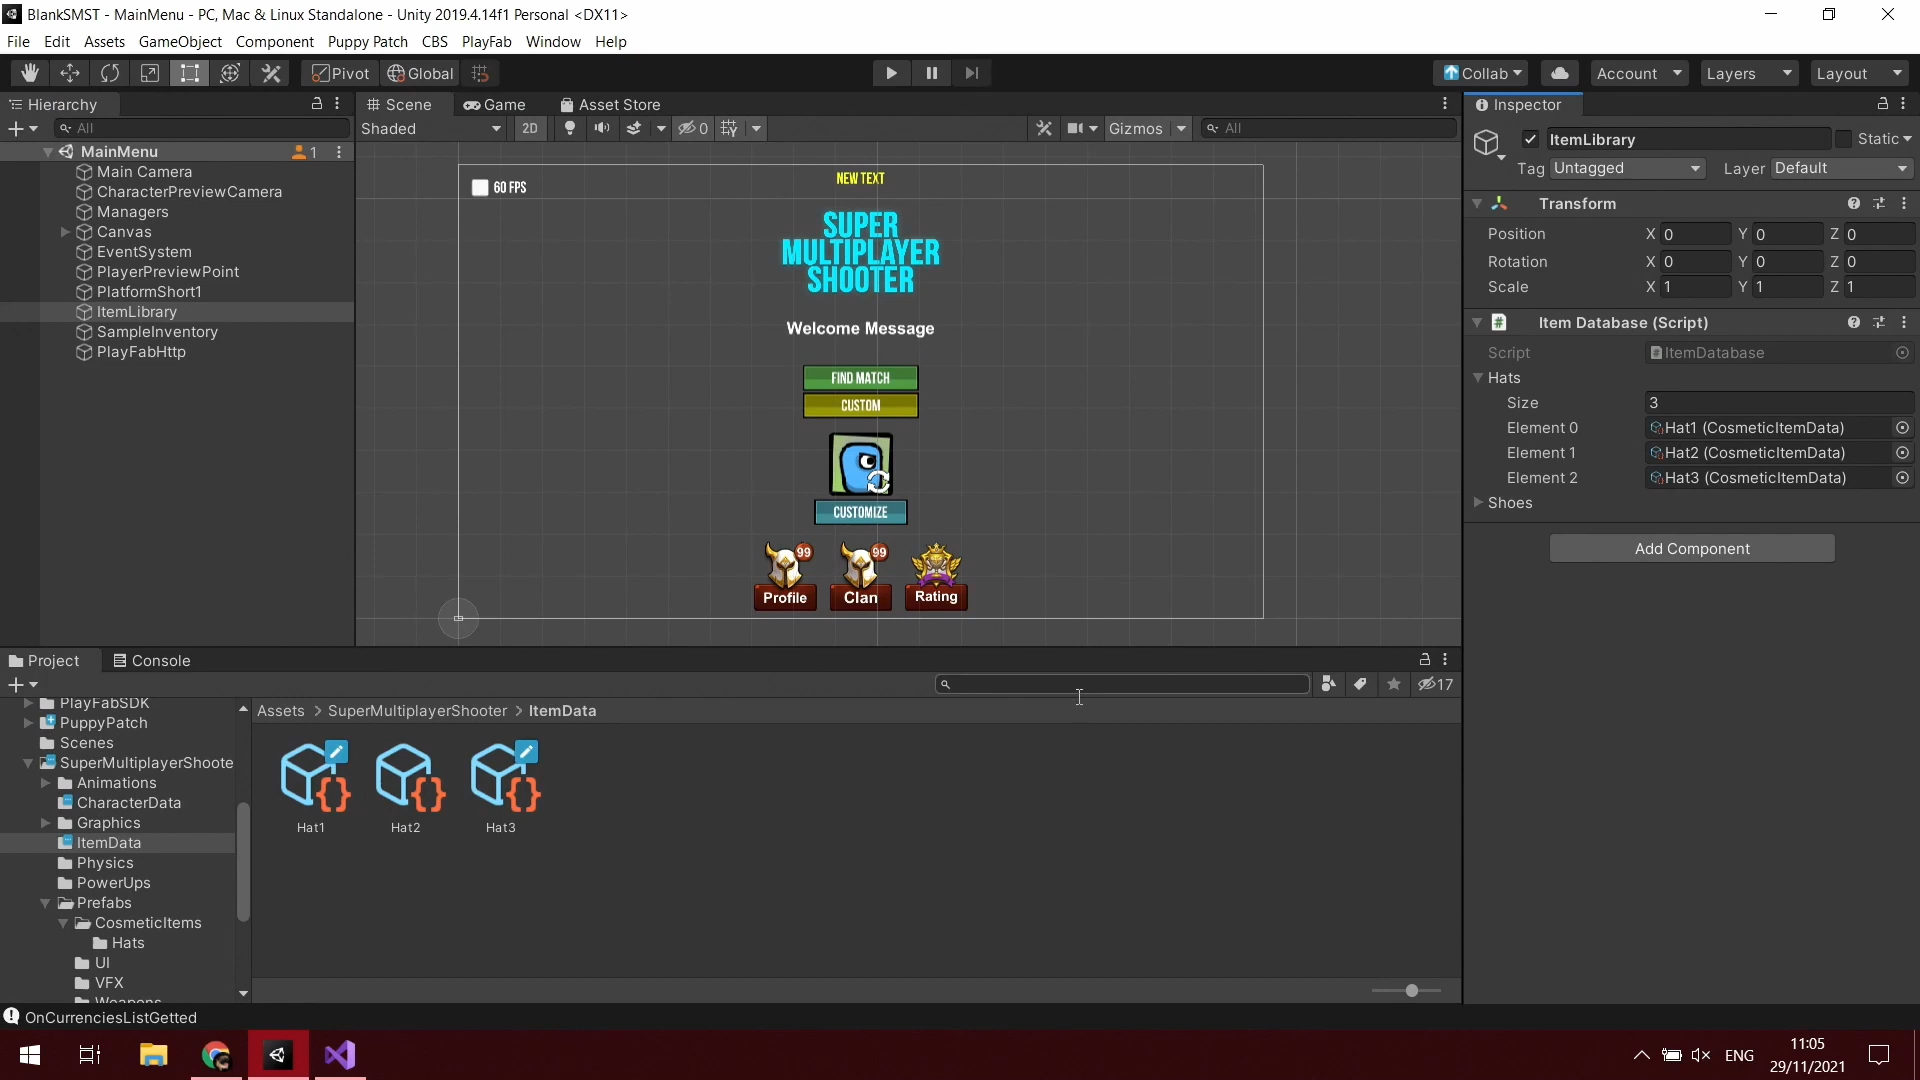 BlankSMST - MainMenu - PC, Mac & Linux Standalone - Unity 2019.4.14f1 Personal <DX11>
File Edit Assets GameObject Component Puppy Patch CBS PlayFab Window Help
Pivot Global Collab Account Layers Layout
Hierarchy
All
MainMenu 1
Main Camera
CharacterPreviewCamera
Managers
Canvas
EventSystem
PlayerPreviewPoint
PlatformShort1
ItemLibrary
SampleInventory
PlayFabHttp
Scene Game Asset Store
Shaded 2D 0 Gizmos All
60 FPS
NEW TEXT
SUPER
MULTIPLAYER
SHOOTER
Welcome Message
FIND MATCH
CUSTOM
CUSTOMIZE
99 99
Profile Clan Rating
Inspector
ItemLibrary Static
Tag Untagged Layer Default
Transform
Position X 0 Y 0 Z 0
Rotation X 0 Y 0 Z 0
Scale X 1 Y 1 Z 1
# Item Database (Script)
Script #ItemDatabase
Hats
Size 3
Element 0 Hat1 (CosmeticItemData)
Element 1 Hat2 (CosmeticItemData)
Element 2 Hat3 (CosmeticItemData)
Shoes
Add Component
Project Console
17
PlayFabSDK
PuppyPatch
Scenes
SuperMultiplayerShoote
Animations
CharacterData
Graphics
ItemData
Physics
PowerUps
Prefabs
CosmeticItems
Hats
UI
VFX
Weapons
Assets > SuperMultiplayerShooter > ItemData
Hat1 Hat2 Hat3
OnCurrenciesListGetted
ENG
11:05
29/11/2021